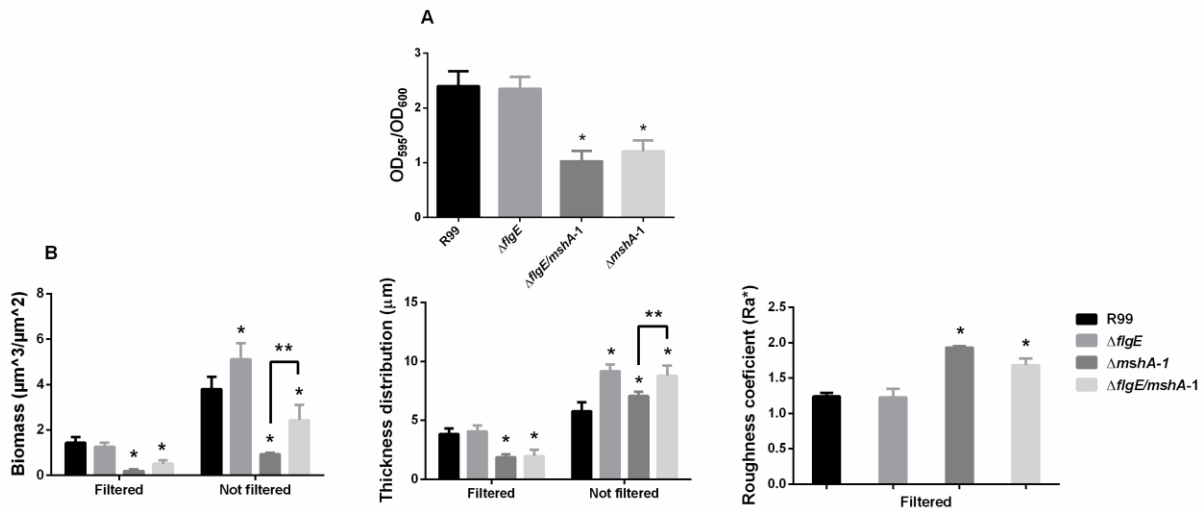 A
OD595/OD600
3
2
1
0
R99
ΔflgE
ΔflgE/mshA-1
ΔmshA-1
*
*
B
Biomass (µm^3/µm^2)
8
6
4
2
0
*
*
*
*
**
*
Filtered
Not filtered
Thickness distribution (µm)
15
10
5
0
*
*
*
*
**
*
Filtered
Not filtered
Roughness coeficient (Ra*)
2.5
2.0
1.5
1.0
0.5
0.0
*
*
Filtered
R99
ΔflgE
ΔmshA-1
ΔflgE/mshA-1